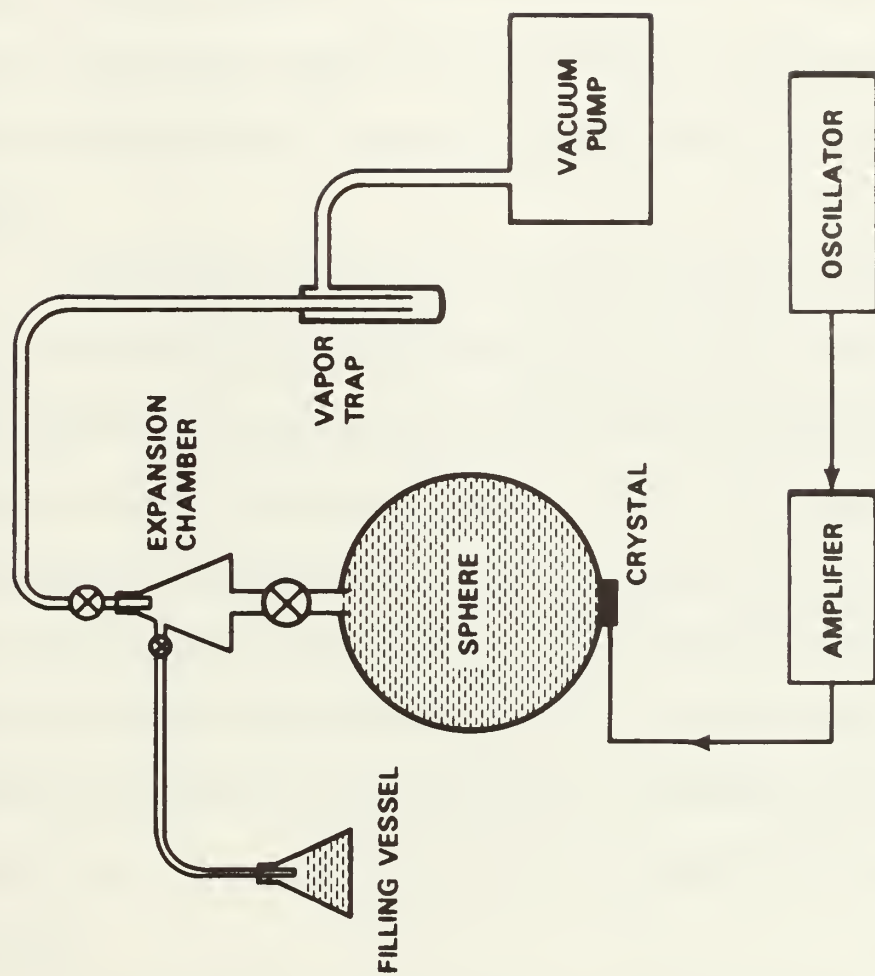 VACUUM
PUMP
OSCILLATOR
VAPOR
TRAP
EXPANSION
CHAMBER
SPHERE
CRYSTAL
AMPLIFIER
FILLING VESSEL